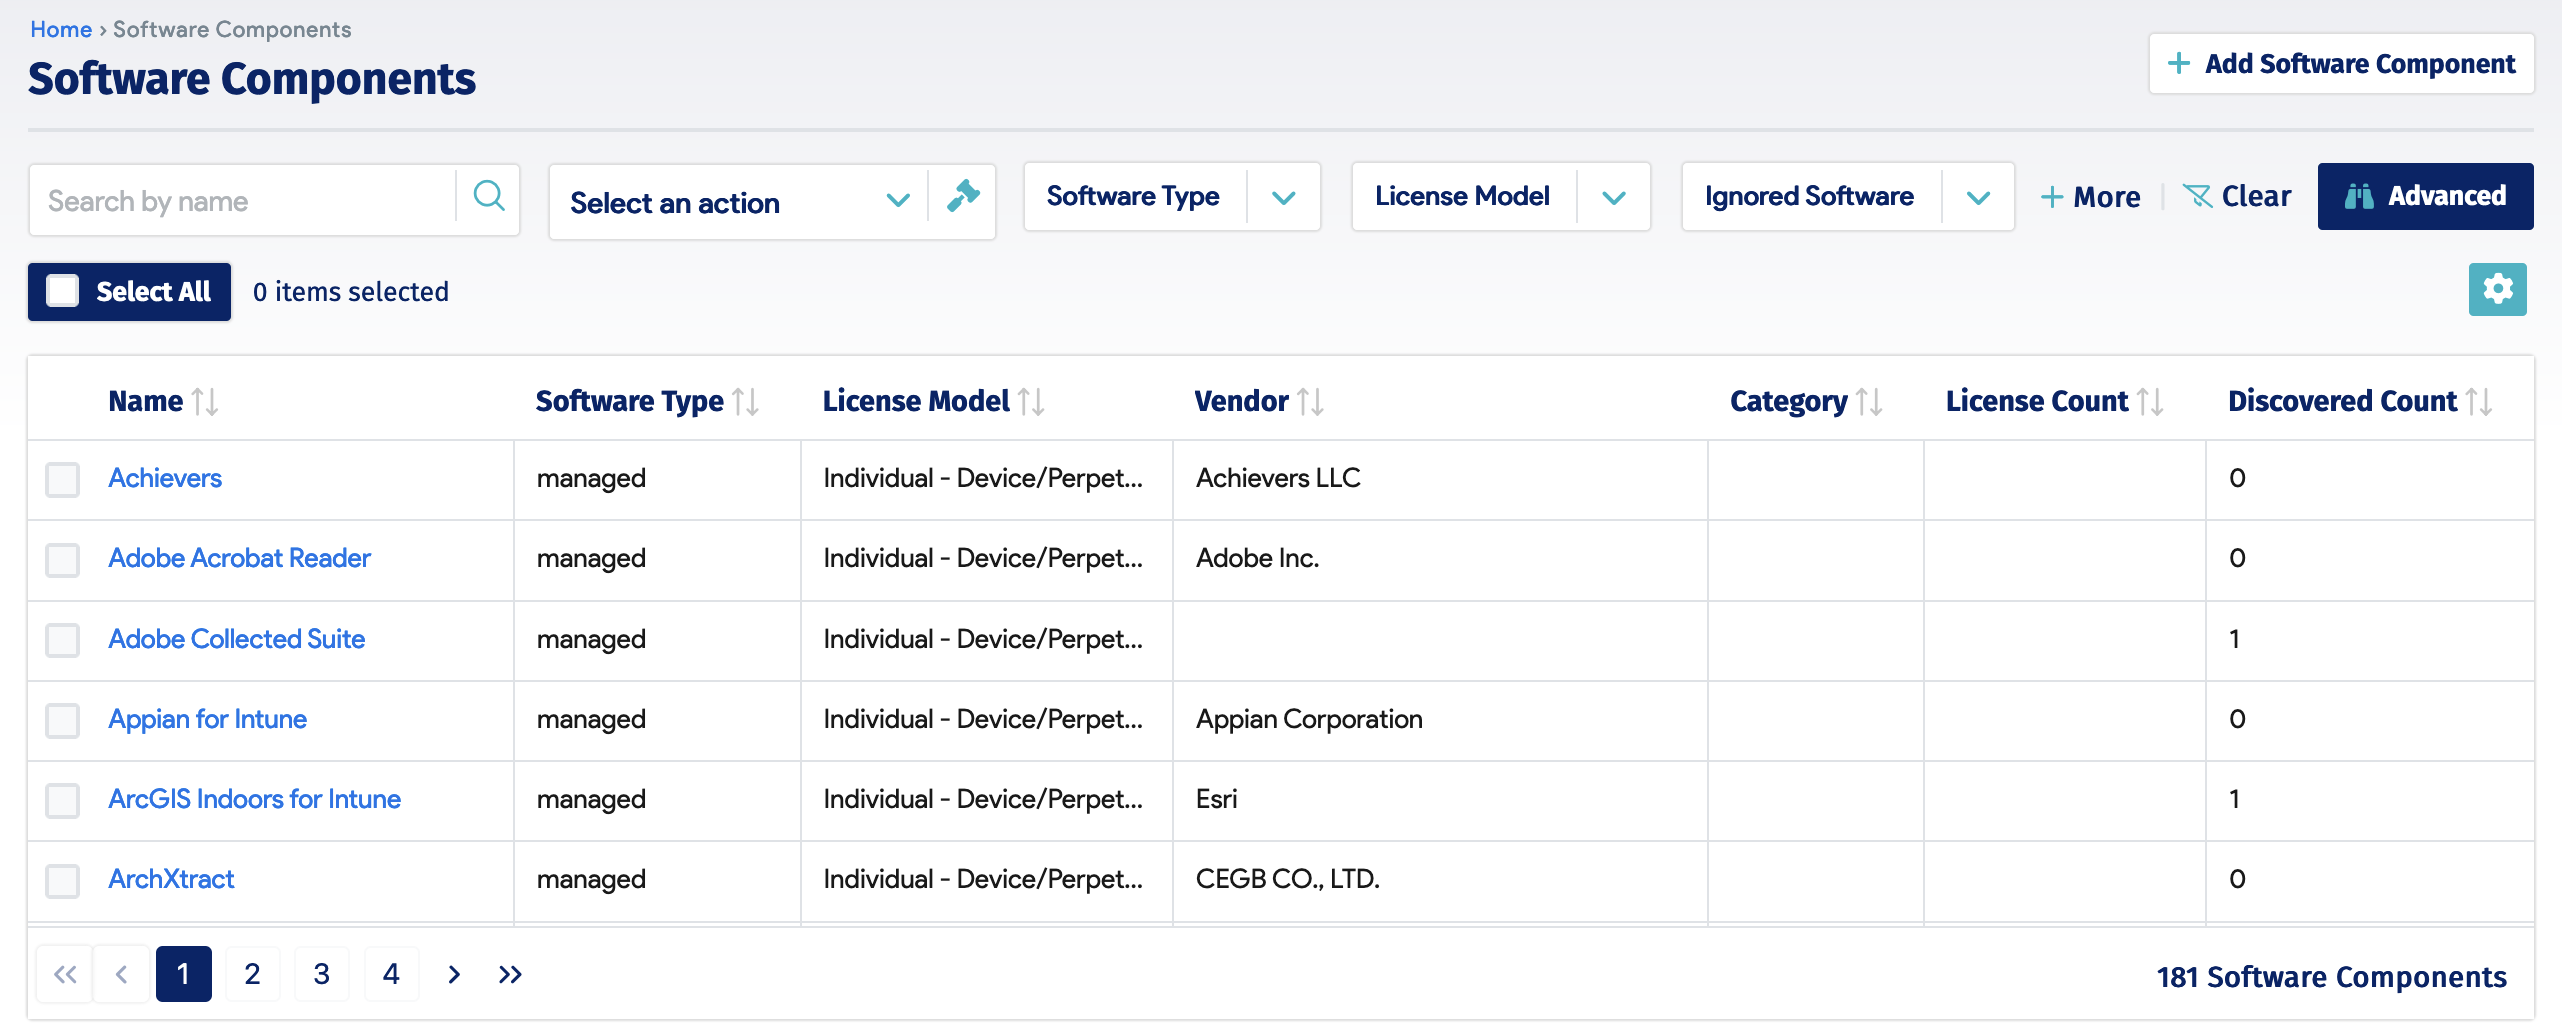 Home › Software Components
Software Components
+ Add Software Component
Search by name
Select an action
Software Type
License Model
Ignored Software
+ More
Clear
Advanced
Select All
0 items selected
Name Software Type License Model Vendor Category License Count Discovered Count
Achievers managed Individual - Device/Perpet... Achievers LLC 0
Adobe Acrobat Reader managed Individual - Device/Perpet... Adobe Inc. 0
Adobe Collected Suite managed Individual - Device/Perpet... 1
Appian for Intune managed Individual - Device/Perpet... Appian Corporation 0
ArcGIS Indoors for Intune managed Individual - Device/Perpet... Esri 1
ArchXtract managed Individual - Device/Perpet... CEGB CO., LTD. 0
« ‹ 1 2 3 4 › »
181 Software Components